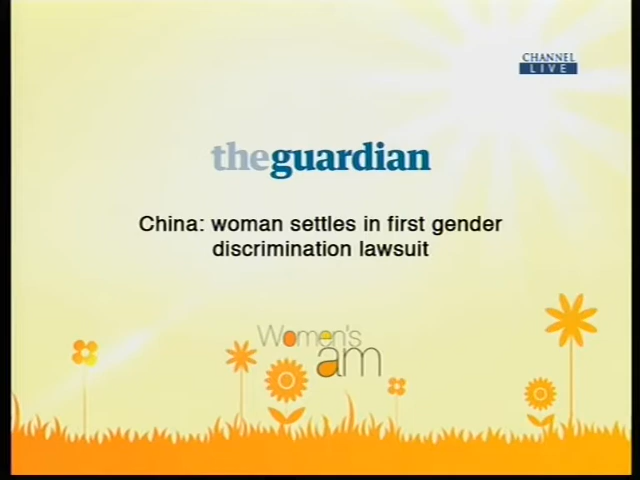 CHANNEL
LIVE
theguardian
China: woman settles in first gender
discrimination lawsuit
Women's
am